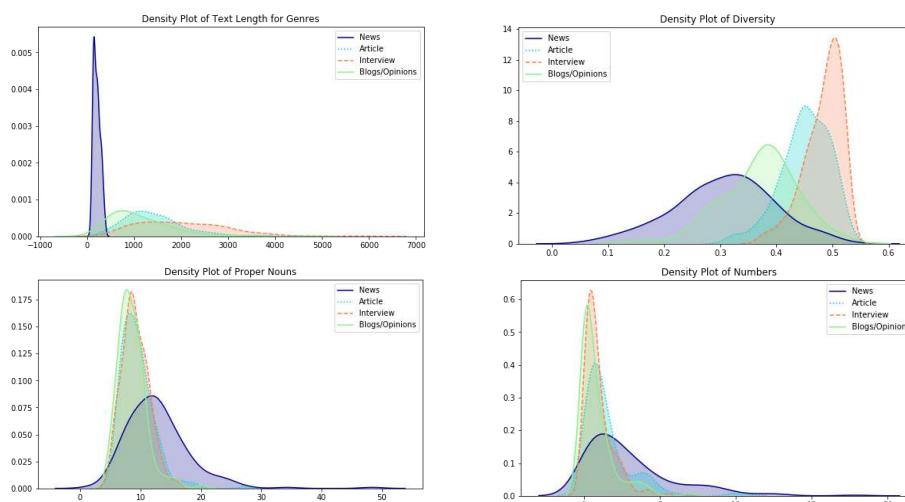 Density Plot of Text Length for Genres
News
Article
Interview
Blogs/Opinions
0.005
0.004
0.003
0.002
0.001
0.000
−1000 0 1000 2000 3000 4000 5000 6000 7000
Density Plot of Diversity
News
Article
Interview
Blogs/Opinions
14
12
10
8
6
4
2
0
0.0 0.1 0.2 0.3 0.4 0.5 0.6
Density Plot of Proper Nouns
News
Article
Interview
Blogs/Opinions
0.175
0.150
0.125
0.100
0.075
0.050
0.025
0.000
0 10 20 30 40 50
Density Plot of Numbers
News
Article
Interview
Blogs/Opinions
0.6
0.5
0.4
0.3
0.2
0.1
0.0